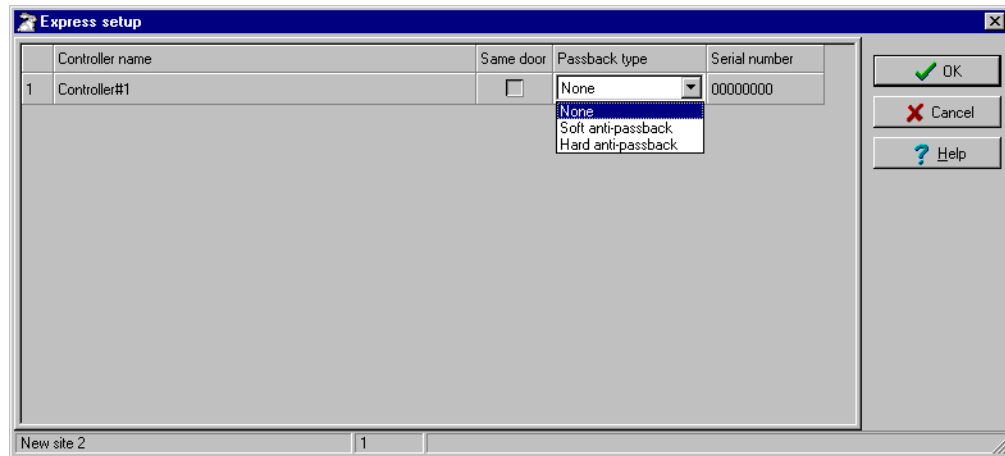 Express setup
Controller name Same door Passback type Serial number
1 Controller#1 None 00000000
None
Soft anti-passback
Hard anti-passback
OK
Cancel
Help
New site 2 1